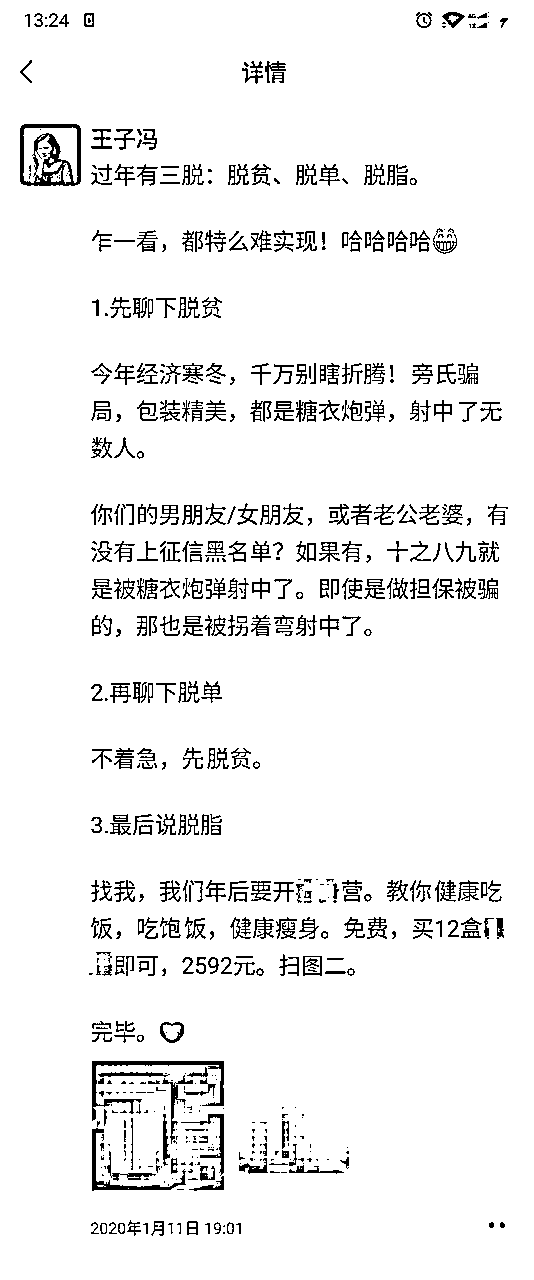 13:24
详情
王子冯
过年有三脱：脱贫、脱单、脱脂。
乍一看，都特么难实现！哈哈哈哈😁
1.先聊下脱贫
今年经济寒冬，千万别瞎折腾！旁氏骗
局，包装精美，都是糖衣炮弹，射中了无
数人。
你们的男朋友/女朋友，或者老公老婆，有
没有上征信黑名单？如果有，十之八九就
是被糖衣炮弹射中了。即使是做担保被骗
的，那也是被拐着弯射中了。
2.再聊下脱单
不着急，先脱贫。
3.最后说脱脂
找我，我们年后要开营。教你健康吃
饭，吃饱饭，健康瘦身。免费，买12盒
即可，2592元。扫图二。
完毕。
2020年1月11日 19:01